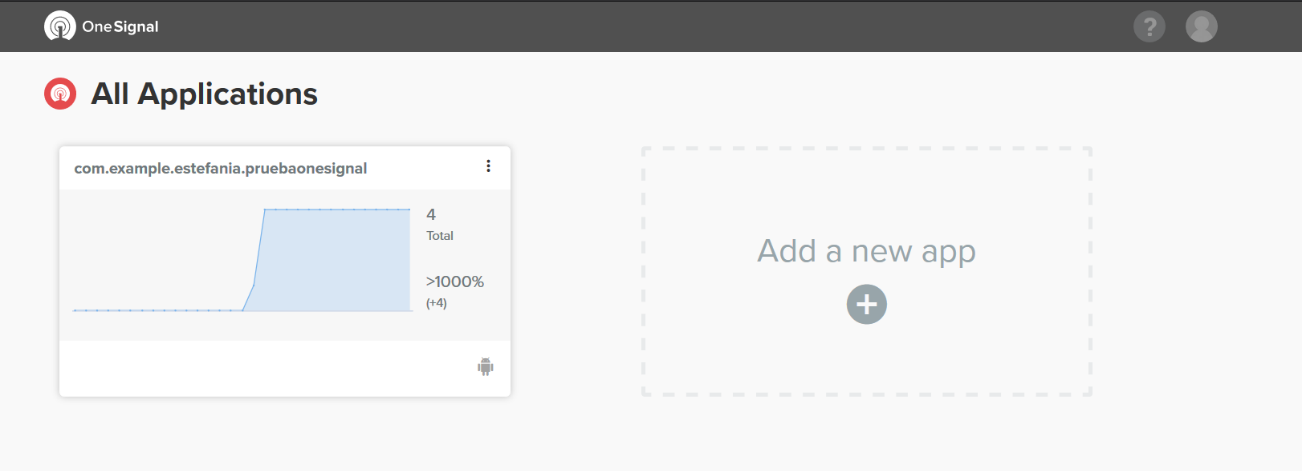 OneSignal
?
All Applications
com.example.estefania.pruebaonesignal
4
Total
>1000%
(+4)
Add a new app